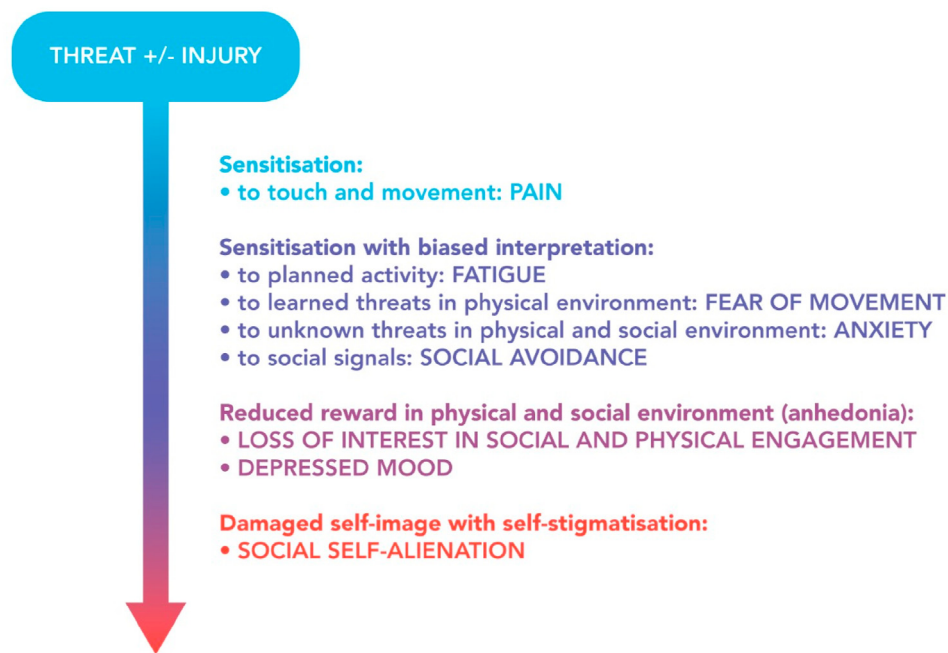 THREAT +/- INJURY
Sensitisation:
• to touch and movement: PAIN
Sensitisation with biased interpretation:
• to planned activity: FATIGUE
• to learned threats in physical environment: FEAR OF MOVEMENT
• to unknown threats in physical and social environment: ANXIETY
• to social signals: SOCIAL AVOIDANCE
Reduced reward in physical and social environment (anhedonia):
• LOSS OF INTEREST IN SOCIAL AND PHYSICAL ENGAGEMENT
• DEPRESSED MOOD
Damaged self-image with self-stigmatisation:
• SOCIAL SELF-ALIENATION